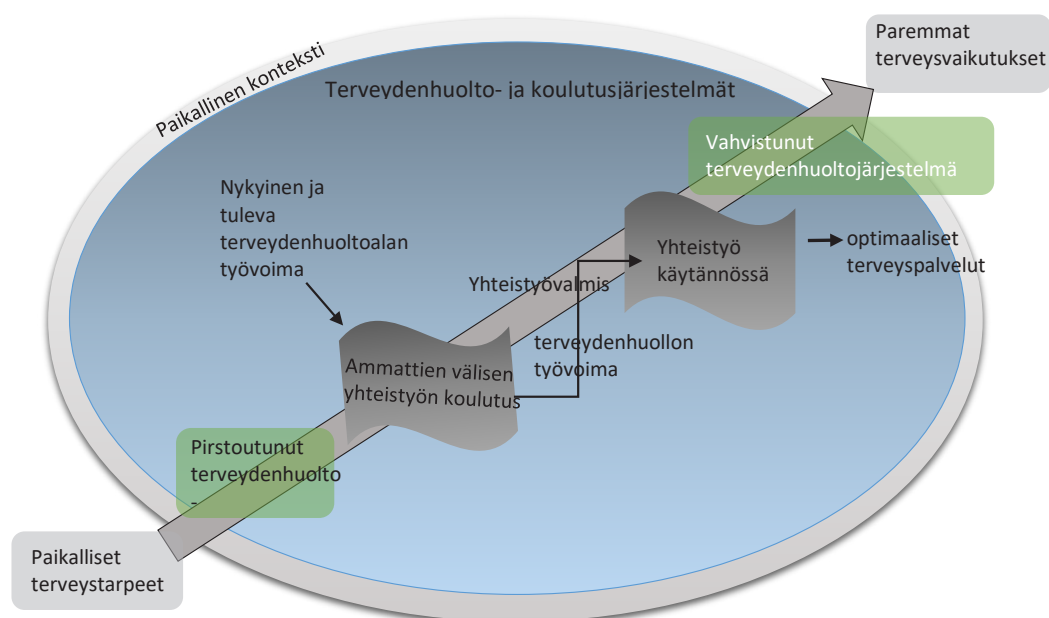 Paremmat
terveysvaikutukset
Paikallinen konteksti
Terveydenhuolto- ja koulutusjärjestelmät
Vahvistunut
terveydenhuoltojärjestelmä
Nykyinen ja
tuleva
terveydenhuoltoalan
työvoima
Yhteistyö
käytännössä
optimaaliset
terveyspalvelut
Yhteistyövalmis
terveydenhuollon
työvoima
Ammattien välisen
yhteistyön koulutus
Pirstoutunut
terveydenhuolto
-
Paikalliset
terveystarpeet